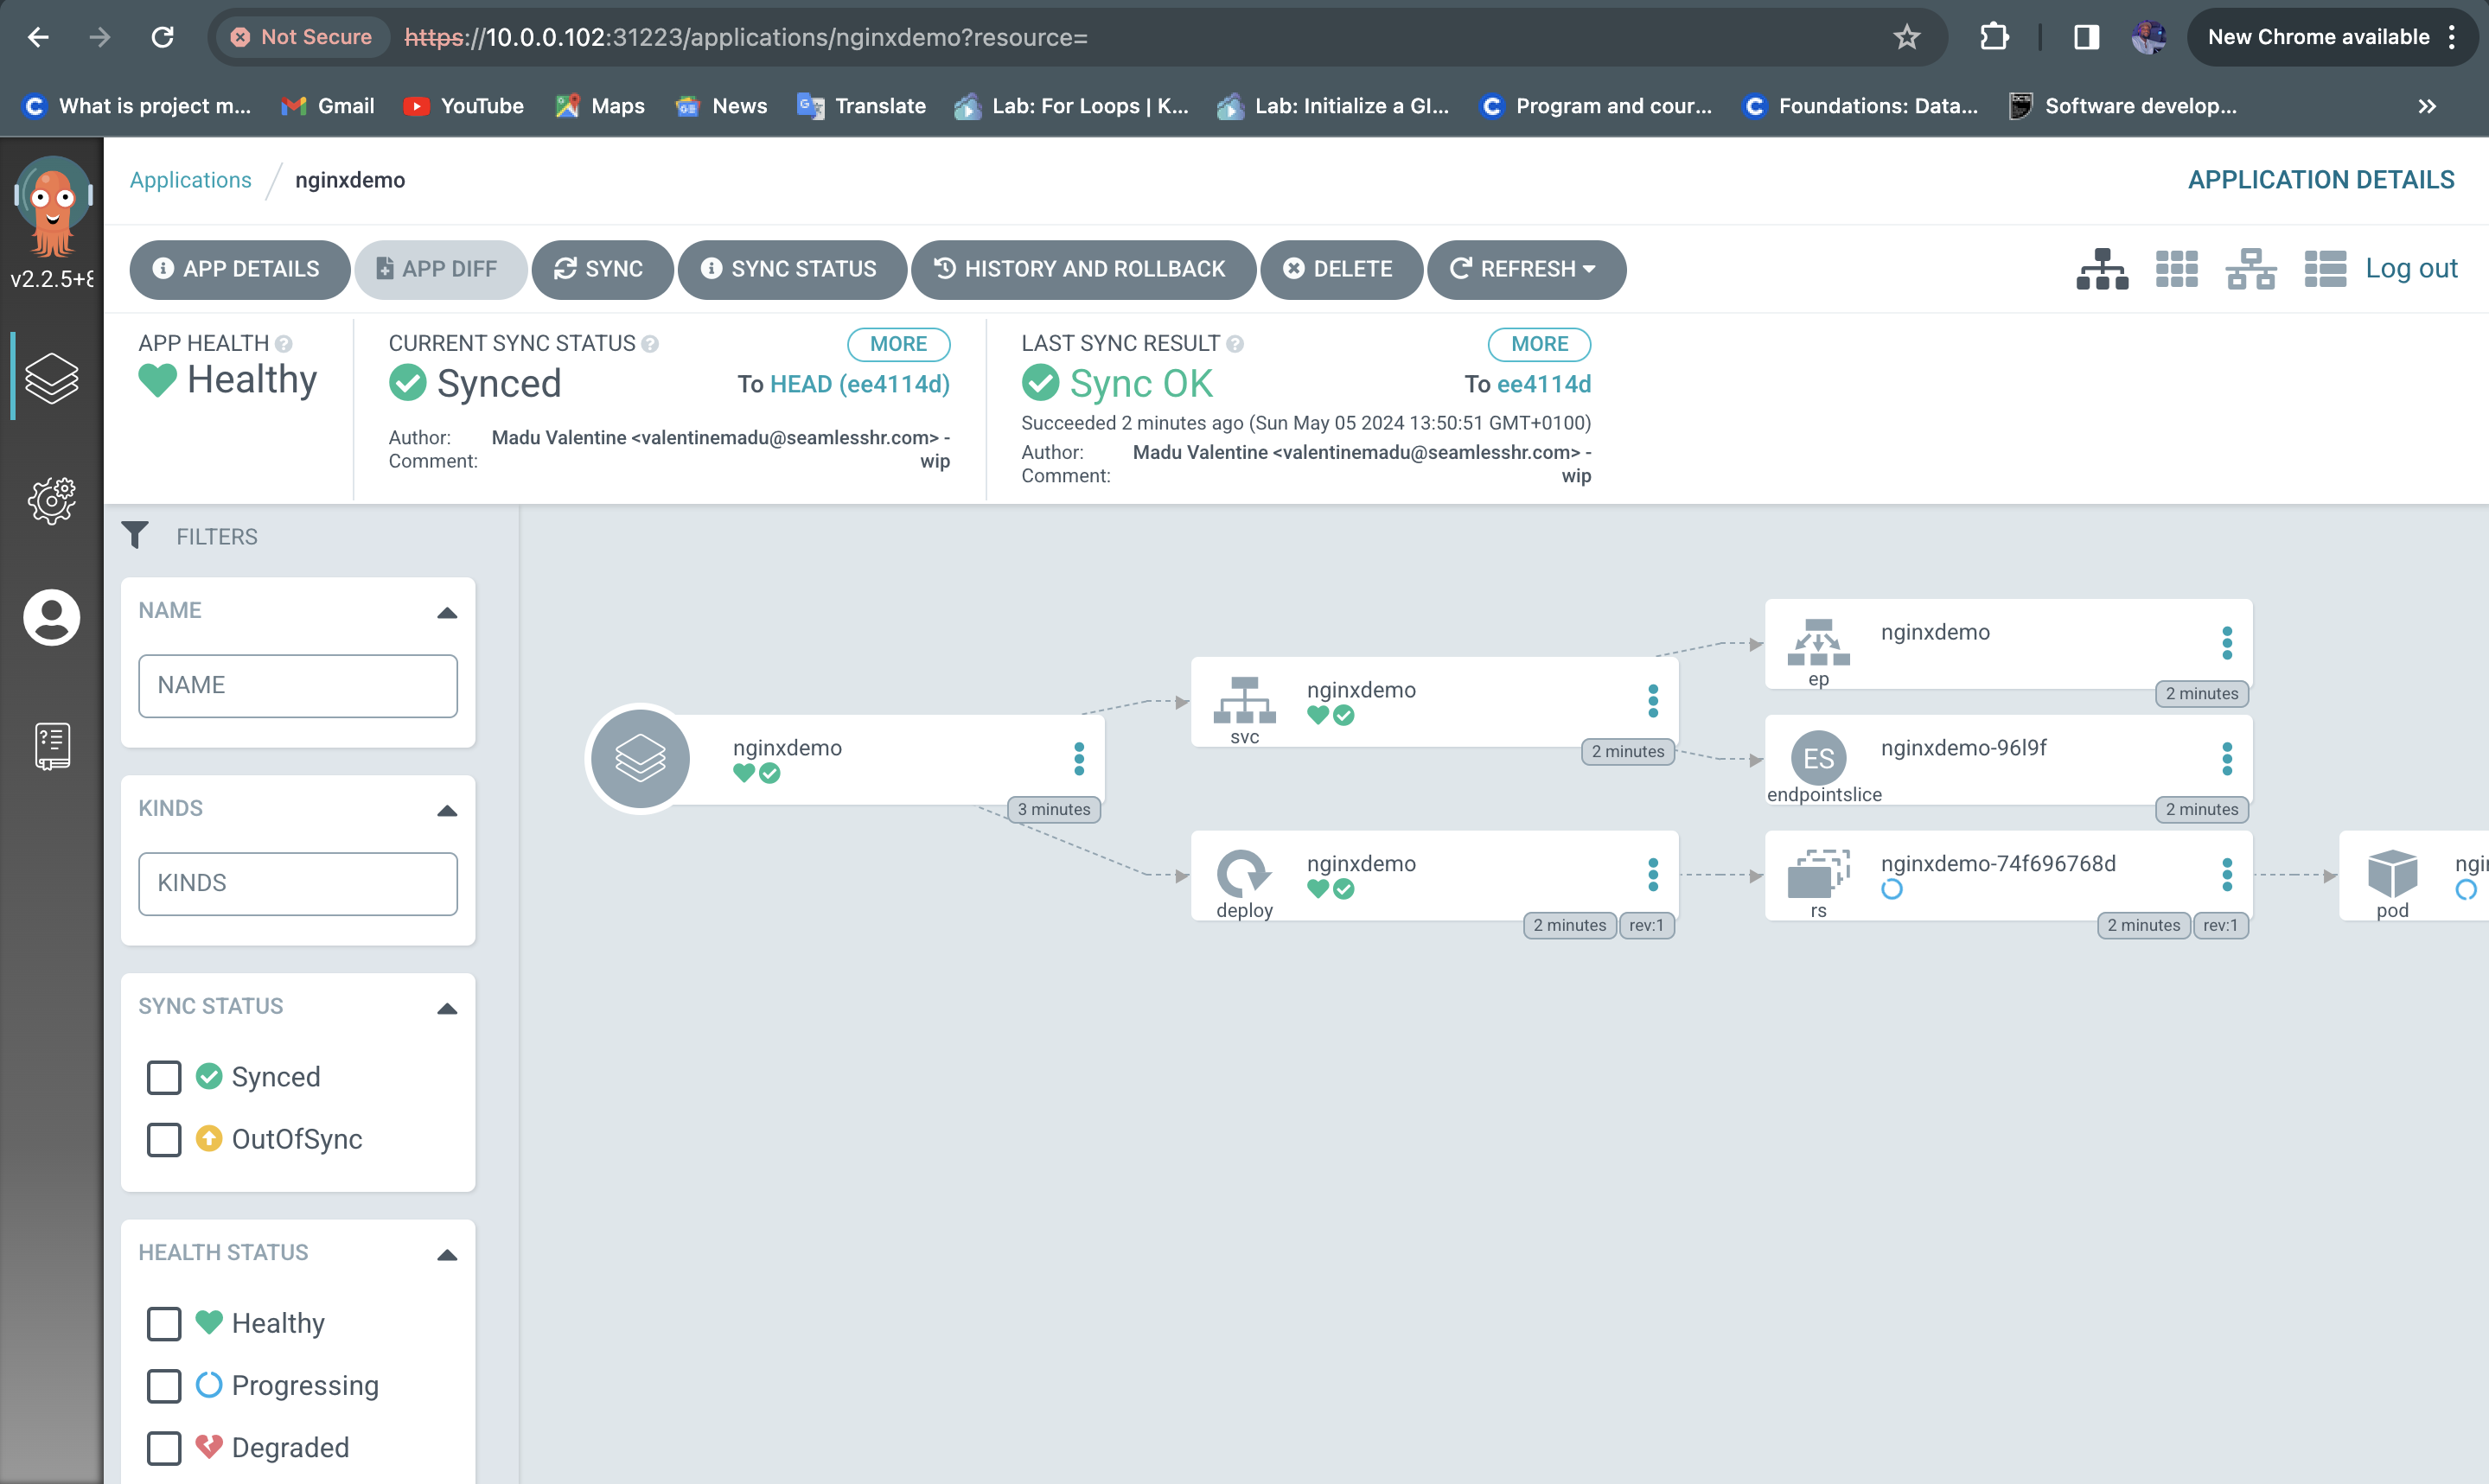 Not Secure https://10.0.0.102:31223/applications/nginxdemo?resource= New Chrome available
What is project m... Gmail YouTube Maps News Translate Lab: For Loops | K... Lab: Initialize a Gl... Program and cour... Foundations: Data... Software develop... »
Applications / nginxdemo APPLICATION DETAILS
v2.2.5+8
APP DETAILS APP DIFF SYNC SYNC STATUS HISTORY AND ROLLBACK DELETE REFRESH Log out
APP HEALTH
Healthy
CURRENT SYNC STATUS MORE
Synced To HEAD (ee4114d)
Author: Madu Valentine <valentinemadu@seamlesshr.com> -
Comment: wip
LAST SYNC RESULT MORE
Sync OK To ee4114d
Succeeded 2 minutes ago (Sun May 05 2024 13:50:51 GMT+0100)
Author: Madu Valentine <valentinemadu@seamlesshr.com> -
Comment: wip
FILTERS
NAME
NAME
KINDS
KINDS
SYNC STATUS
Synced
OutOfSync
HEALTH STATUS
Healthy
Progressing
Degraded
nginxdemo
3 minutes
nginxdemo
svc
2 minutes
nginxdemo
deploy
2 minutes rev:1
nginxdemo
ep
2 minutes
ES nginxdemo-96l9f
endpointslice
2 minutes
nginxdemo-74f696768d
rs
2 minutes rev:1
pod